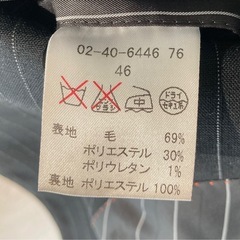 02-40-6446 76
46
中
ドライ
セキユ系
表地 毛 69%
ポリエステル 30%
ポリウレタン 1%
裏地 ポリエステル 100%